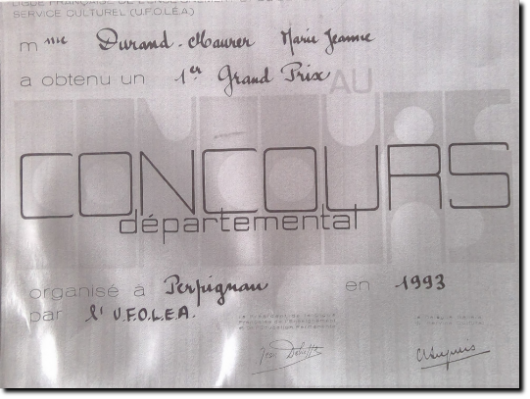 SERVICE CULTUREL (U.F.O.L.E.A.)
m me Durand-Maurer Marie Jeanne
a obtenu un 1er Grand Prix AU
CONCOURS
départemental
organisé à Perpignan en 1993
par l'U.F.O.L.E.A.